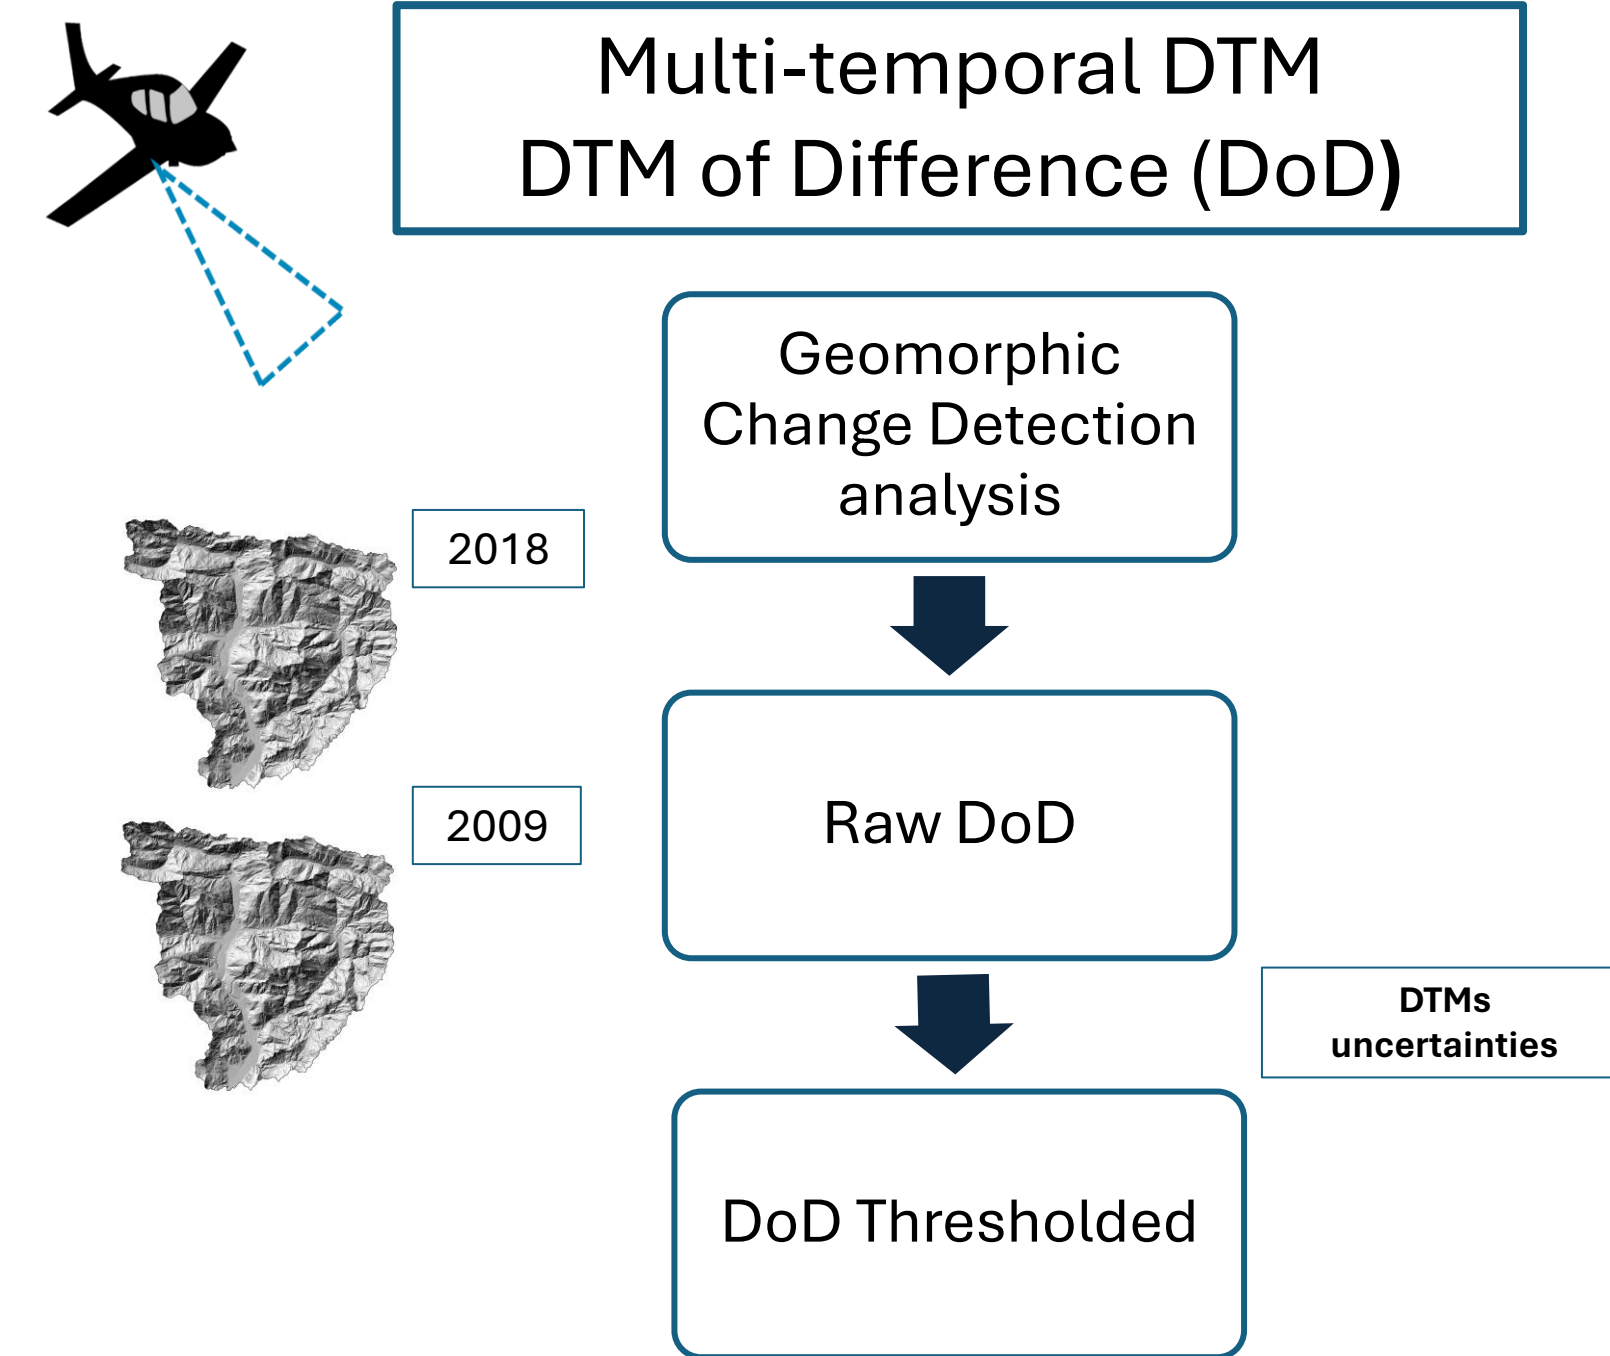 Multi-temporal DTM
DTM of Difference (DoD)
Geomorphic
Change Detection
analysis
2018
2009
Raw DoD
DTMs
uncertainties
DoD Thresholded